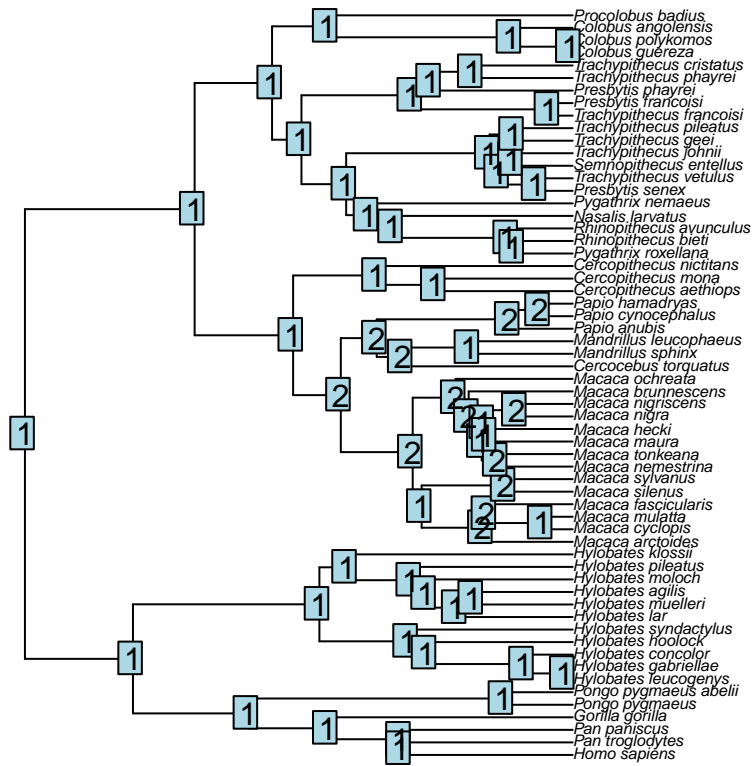 Procolobus badius
Colobus angolensis
Colobus polykomos
Colobus guereza
Trachypithecus cristatus
Trachypithecus phayrei
Presbytis phayrei
Presbytis francoisi
Trachypithecus francoisi
Trachypithecus pileatus
Trachypithecus geei
Trachypithecus johnii
Semnopithecus entellus
Trachypithecus vetulus
Presbytis senex
Pygathrix nemaeus
Nasalis larvatus
Rhinopithecus avunculus
Rhinopithecus bieti
Pygathrix roxellana
Cercopithecus nictitans
Cercopithecus mona
Cercopithecus aethiops
Papio hamadryas
Papio cynocephalus
Papio anubis
Mandrillus leucophaeus
Mandrillus sphinx
Cercocebus torquatus
Macaca ochreata
Macaca brunnescens
Macaca nigriscens
Macaca nigra
Macaca hecki
Macaca maura
Macaca tonkeana
Macaca nemestrina
Macaca sylvanus
Macaca silenus
Macaca fascicularis
Macaca mulatta
Macaca cyclopis
Macaca arctoides
Hylobates klossii
Hylobates pileatus
Hylobates moloch
Hylobates agilis
Hylobates muelleri
Hylobates lar
Hylobates syndactylus
Hylobates hoolock
Hylobates concolor
Hylobates gabriellae
Hylobates leucogenys
Pongo pygmaeus abelii
Pongo pygmaeus
Gorilla gorilla
Pan paniscus
Pan troglodytes
Homo sapiens